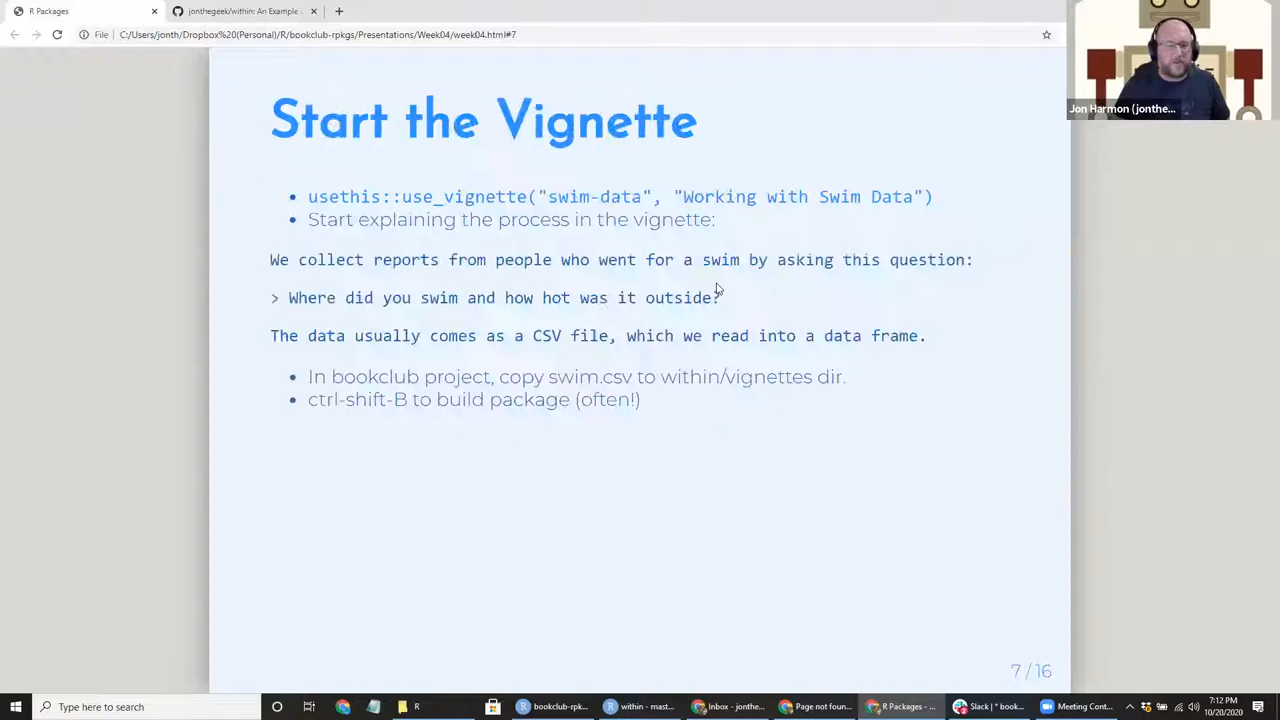 R Packages
jonthegeek/within: An Example
File
C:/Users/jonth/Dropbox%20(Personal)/R/bookclub-rpkgs/Presentations/Week04/week04.html#7
Jon Harmon (jonthe...
Start the Vignette
• usethis::use_vignette("swim-data", "Working with Swim Data")
• Start explaining the process in the vignette:
We collect reports from people who went for a swim by asking this question:
> Where did you swim and how hot was it outside?
The data usually comes as a CSV file, which we read into a data frame.
• In bookclub project, copy swim.csv to within/vignettes dir.
• ctrl-shift-B to build package (often!)
7 / 16
Type here to search
R
bookclub-rpk...
within - mast...
Inbox - jonthe...
Page not foun...
R Packages - ...
Slack | * book...
Meeting Cont...
7:12 PM
10/20/2020